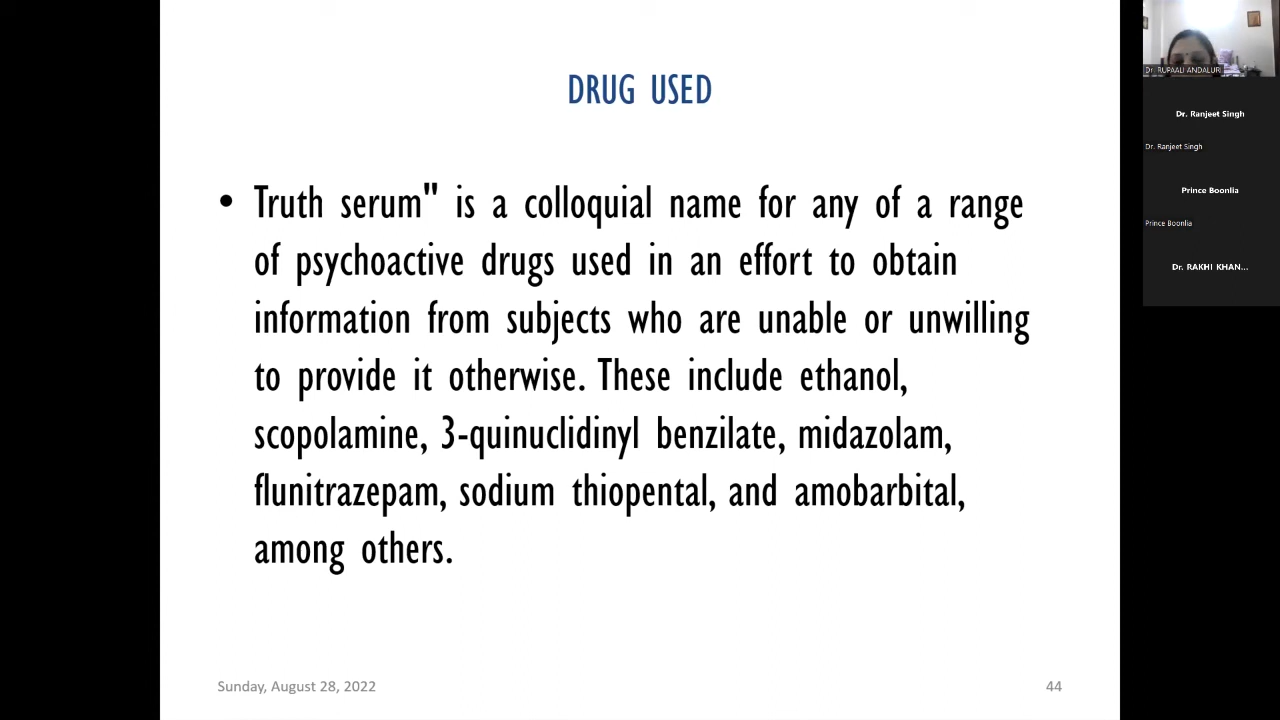 DRUG USED
• Truth serum" is a colloquial name for any of a range
of psychoactive drugs used in an effort to obtain
information from subjects who are unable or unwilling
to provide it otherwise. These include ethanol,
scopolamine, 3-quinuclidinyl benzilate, midazolam,
flunitrazepam, sodium thiopental, and amobarbital,
among others.
Sunday, August 28, 2022
44
Dr. RUPAALI ANDALURI
Dr. Ranjeet Singh
Dr. Ranjeet Singh
Prince Boonlia
Prince Boonlia
Dr. RAKHI KHAN...